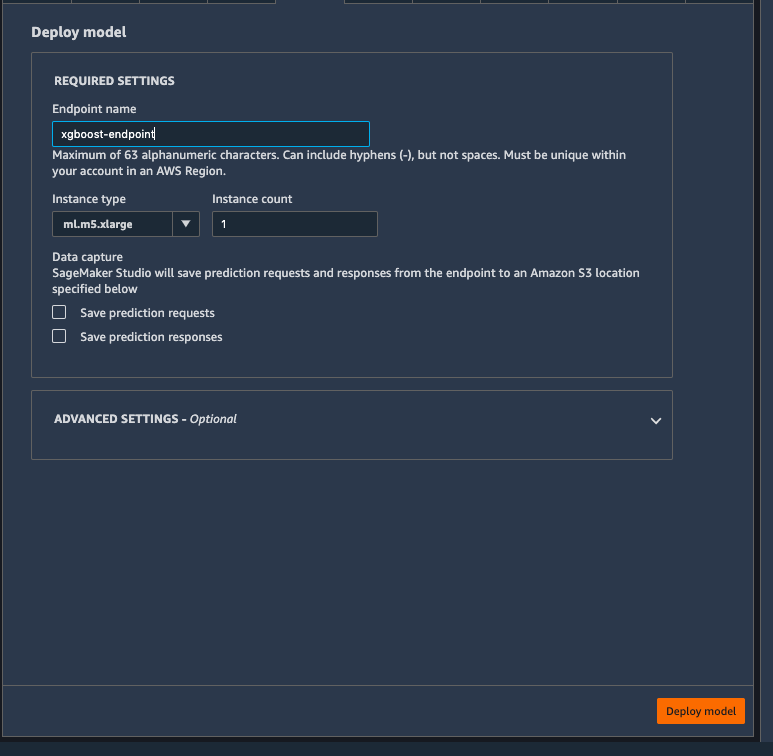 Deploy model
REQUIRED SETTINGS
Endpoint name
xgboost-endpoint
Maximum of 63 alphanumeric characters. Can include hyphens (-), but not spaces. Must be unique within
your account in an AWS Region.
Instance type
Instance count
ml.m5.xlarge
1
Data capture
SageMaker Studio will save prediction requests and responses from the endpoint to an Amazon S3 location
specified below
Save prediction requests
Save prediction responses
ADVANCED SETTINGS - Optional
Deploy model